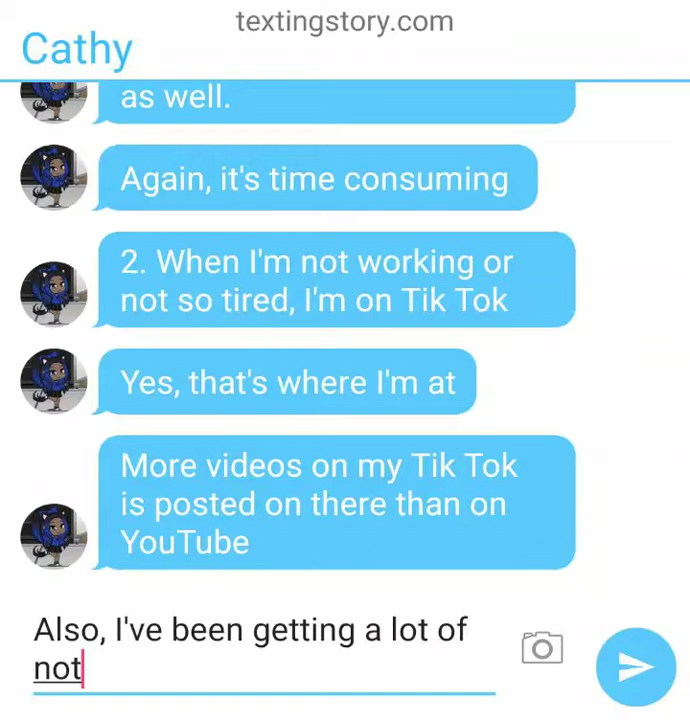 textingstory.com
Cathy
as well.
Again, it's time consuming
2. When I'm not working or
not so tired, I'm on Tik Tok
Yes, that's where I'm at
More videos on my Tik Tok
is posted on there than on
YouTube
Also, I've been getting a lot of
not